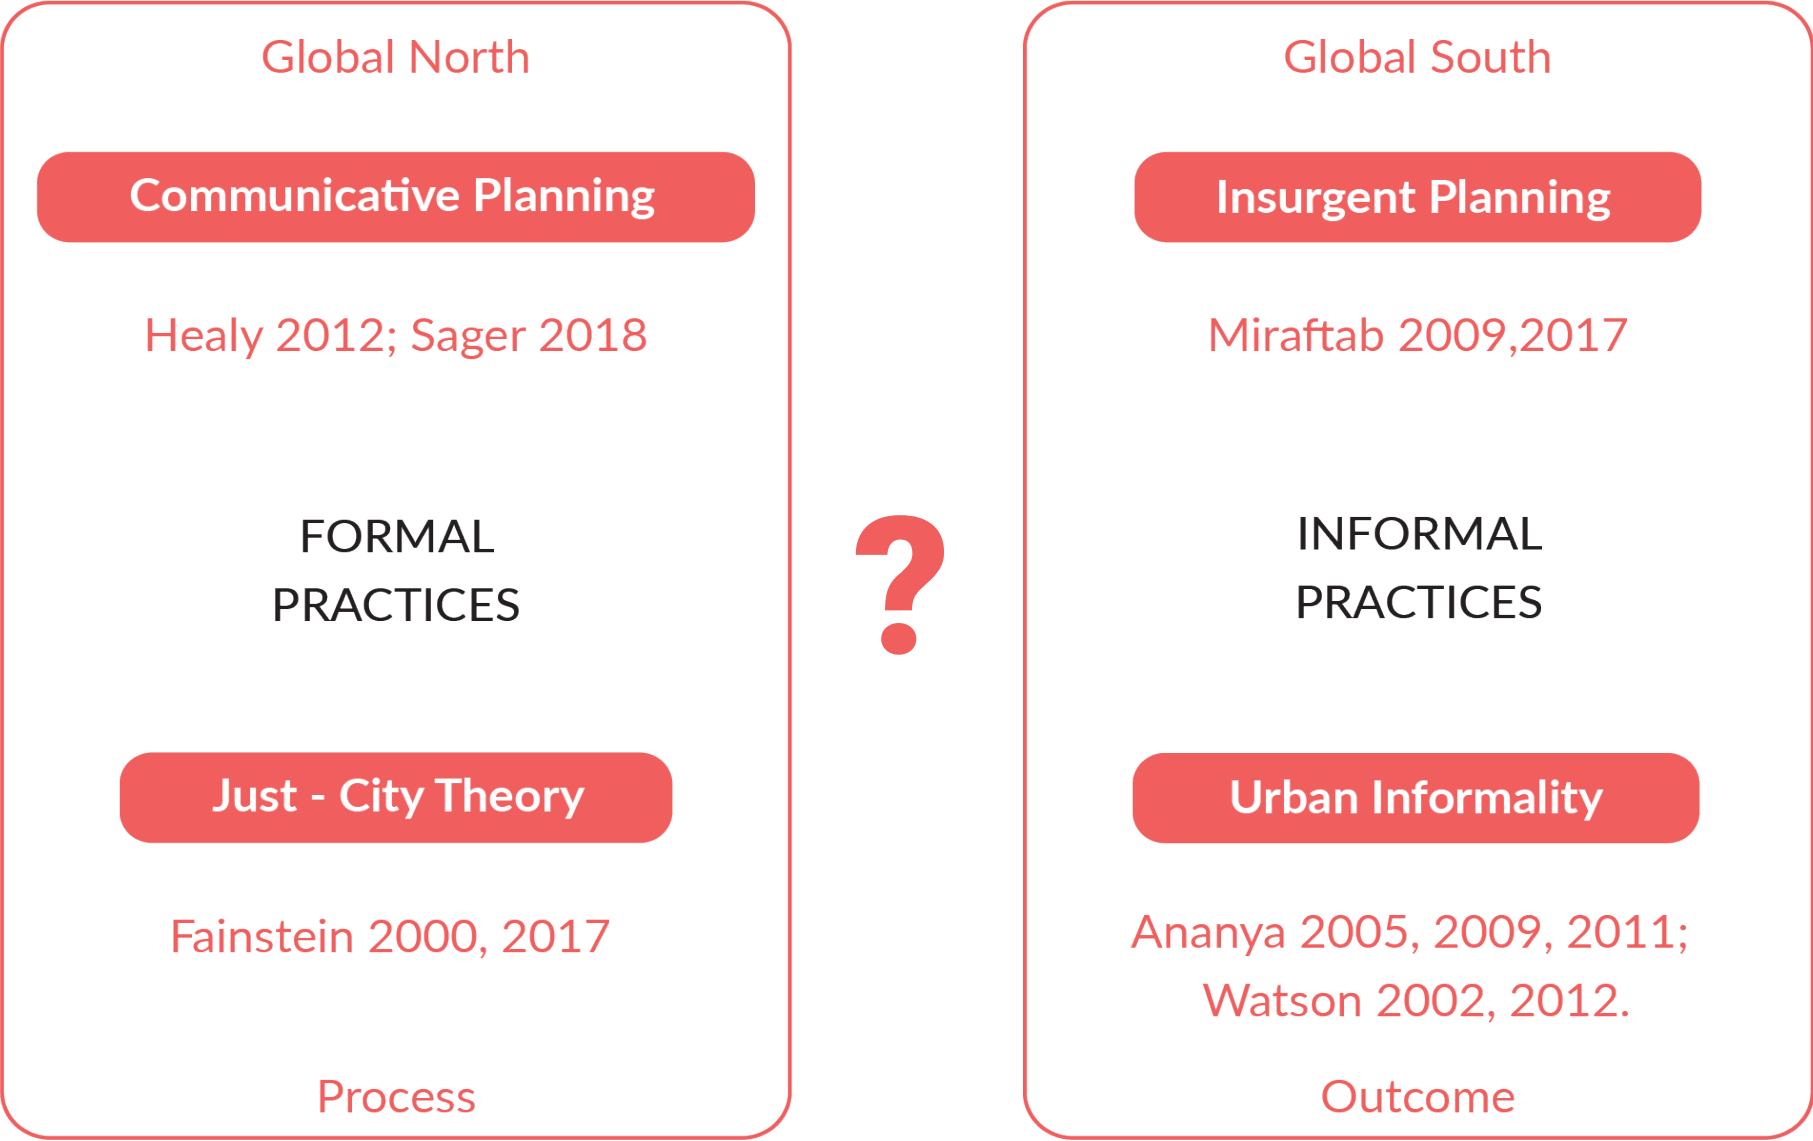 Global North
Communicative Planning
Healy 2012; Sager 2018
FORMAL
PRACTICES
Just - City Theory
Fainstein 2000, 2017
Process
?
Global South
Insurgent Planning
Miraftab 2009,2017
INFORMAL
PRACTICES
Urban Informality
Ananya 2005, 2009, 2011;
Watson 2002, 2012.
Outcome